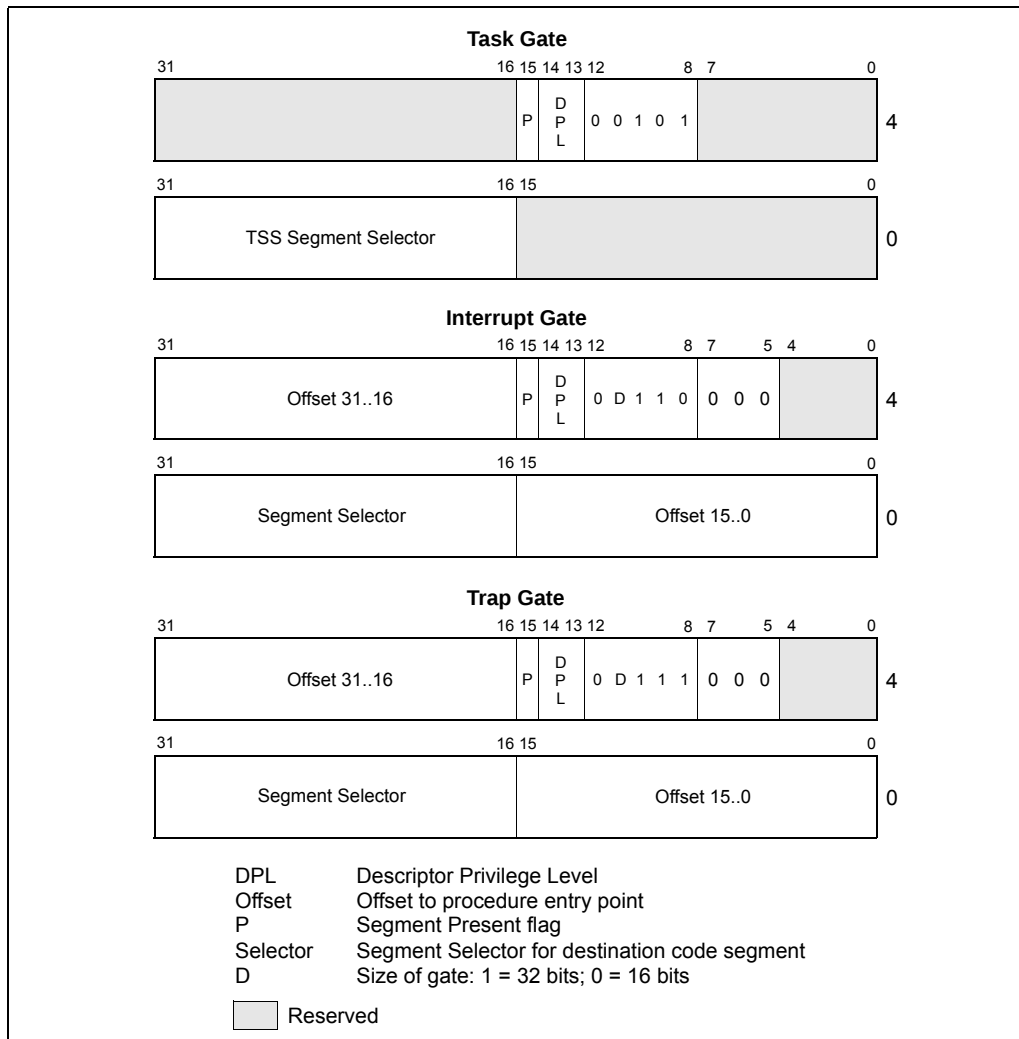 Task Gate
31 16 15 14 13 12 8 7 0
P D P L 0 0 1 0 1 4
31 16 15 0
TSS Segment Selector 0
Interrupt Gate
31 16 15 14 13 12 8 7 5 4 0
Offset 31..16 P D P L 0 D 1 1 0 0 0 0 4
31 16 15 0
Segment Selector Offset 15..0 0
Trap Gate
31 16 15 14 13 12 8 7 5 4 0
Offset 31..16 P D P L 0 D 1 1 1 0 0 0 4
31 16 15 0
Segment Selector Offset 15..0 0
DPL Descriptor Privilege Level
Offset Offset to procedure entry point
P Segment Present flag
Selector Segment Selector for destination code segment
D Size of gate: 1 = 32 bits; 0 = 16 bits
Reserved